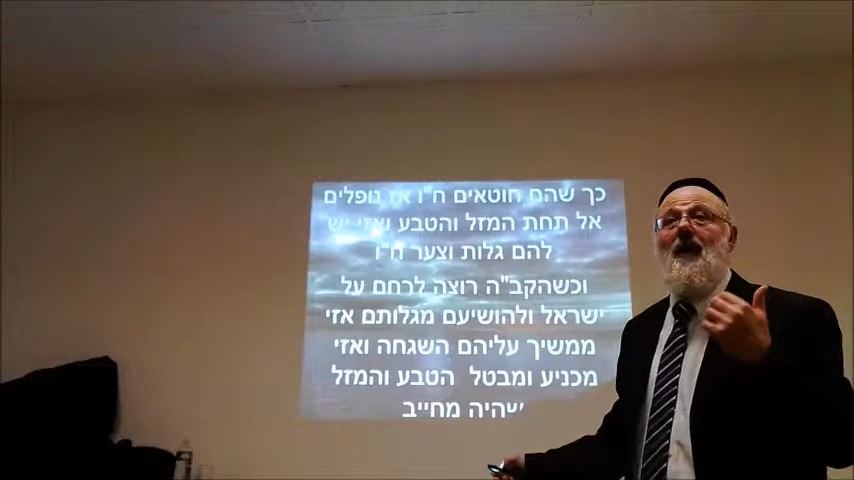 כך שהם חוטאים ח"ו אז נופלים
אל תחת המזל והטבע ואזי יש
להם גלות וצער ח"ו
וכשהקב"ה רוצה לרחם על
ישראל ולהושיעם מגלותם אזי
ממשיך עליהם השגחה ואזי
מכניע ומבטל הטבע והמזל
שהיה מחייב